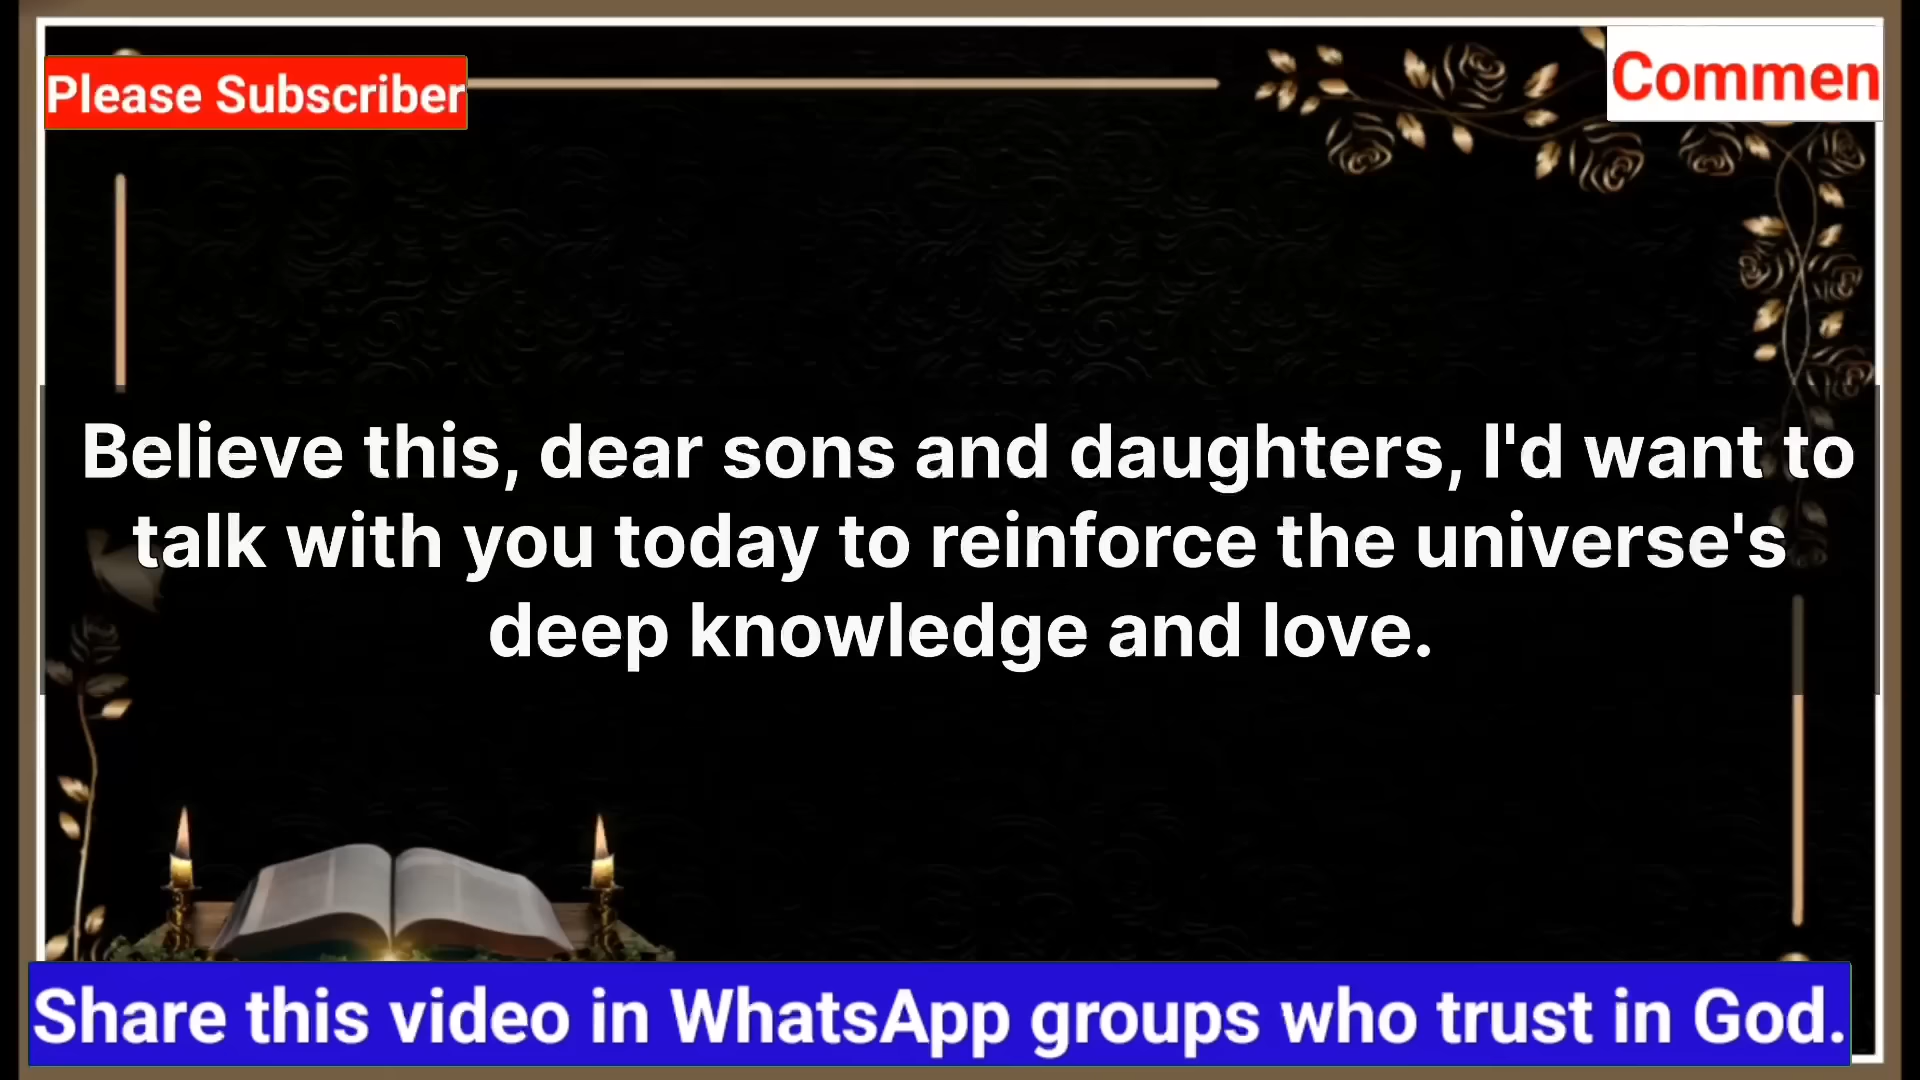 Please Subscriber
Commen
Believe this, dear sons and daughters, I'd want to
talk with you today to reinforce the universe's
deep knowledge and love.
Share this video in WhatsApp groups who trust in God.